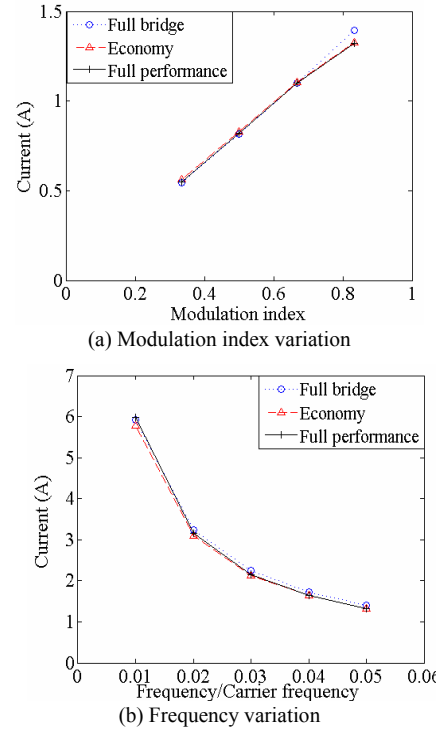 1.5
Full bridge
Economy
Full performance
1
0.5
0
Current (A)
0 0.2 0.4 0.6 0.8 1
Modulation index
(a) Modulation index variation
7
6
5
4
3
2
1
0
Current (A)
Full bridge
Economy
Full performance
0 0.01 0.02 0.03 0.04 0.05 0.06
Frequency/Carrier frequency
(b) Frequency variation